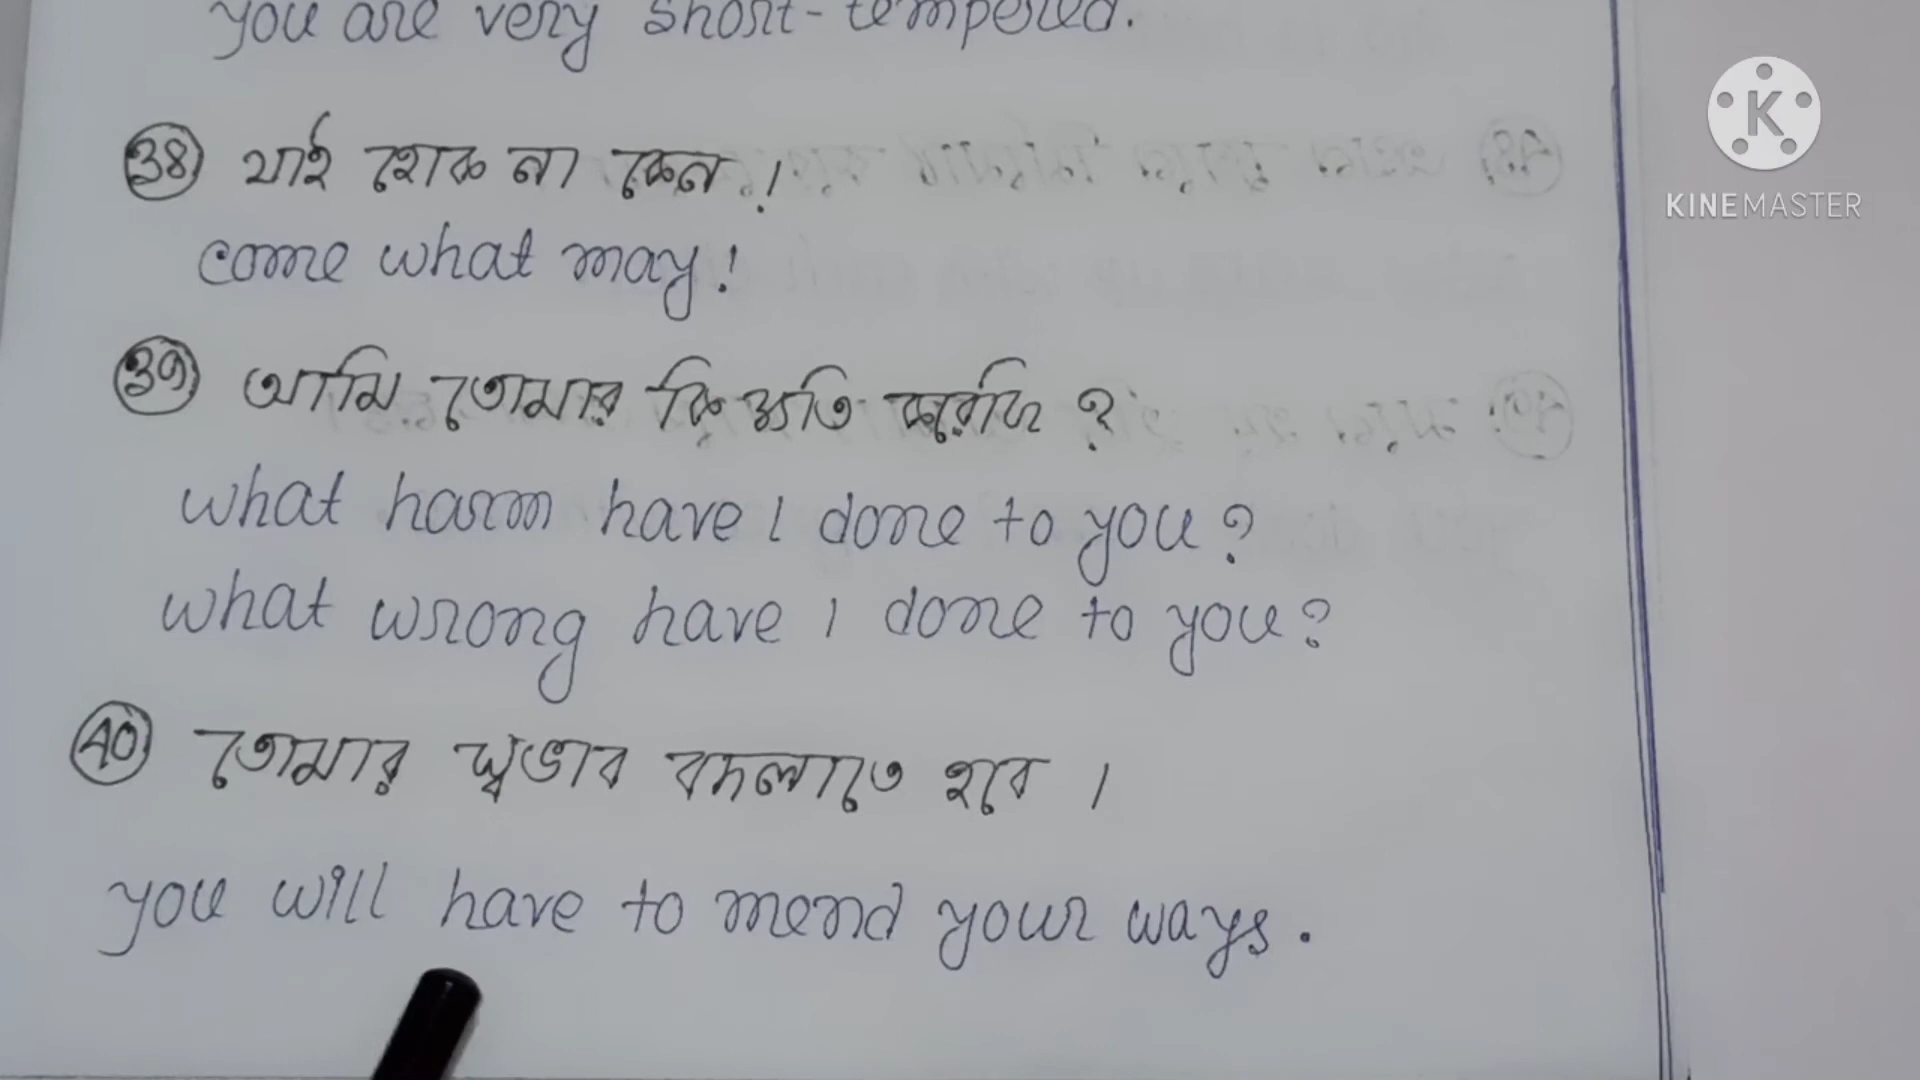 you are very short-tempered.
38 যাই হোক না কেন!
come what may!
39 আমি তোমার কি ক্ষতি করেছি?
what harm have I done to you?
what wrong have I done to you?
40 তোমার স্বভাব বদলাতে হবে।
you will have to mend your ways.
K
KINEMASTER